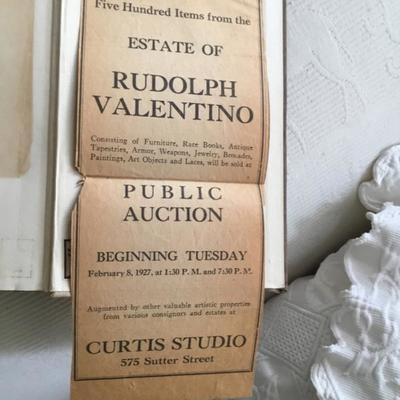 Five Hundred Items from the
ESTATE OF
RUDOLPH
VALENTINO
Consisting of Furniture, Rare Books, Antique
Tapestries, Armor, Weapons, Jewelry, Brocades,
Paintings, Art Objects and Laces, will be sold at
PUBLIC
AUCTION
BEGINNING TUESDAY
February 8, 1927, at 1:30 P. M. and 7:30 P. M.
Augmented by other valuable artistic properties
from various consignors and estates at
CURTIS STUDIO
575 Sutter Street